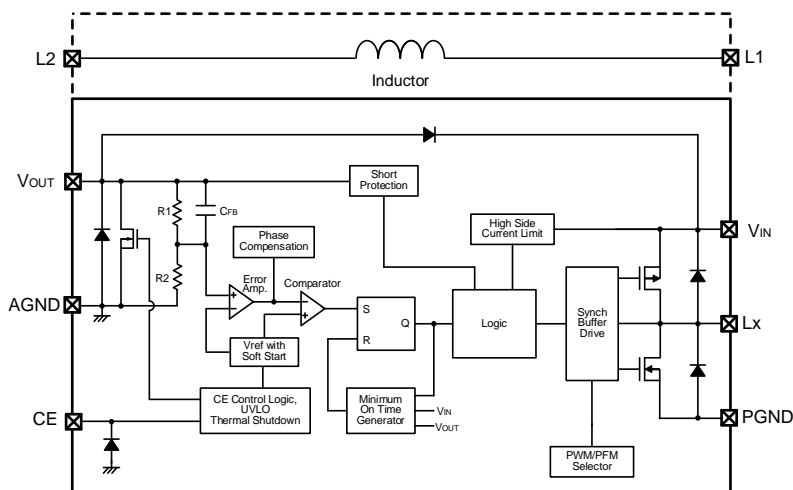 L2
L1
Inductor
VOUT
Short
Protection
R1
CFB
High Side
Current Limit
VIN
Phase
Compensation
R2
Error
Amp.
Comparator
AGND
S
Q
R
Logic
Synch
Buffer
Drive
Lx
Vref with
Soft Start
CE Control Logic,
UVLO
Thermal Shutdown
Minimum
On Time
Generator
VIN
VOUT
CE
PGND
PWM/PFM
Selector